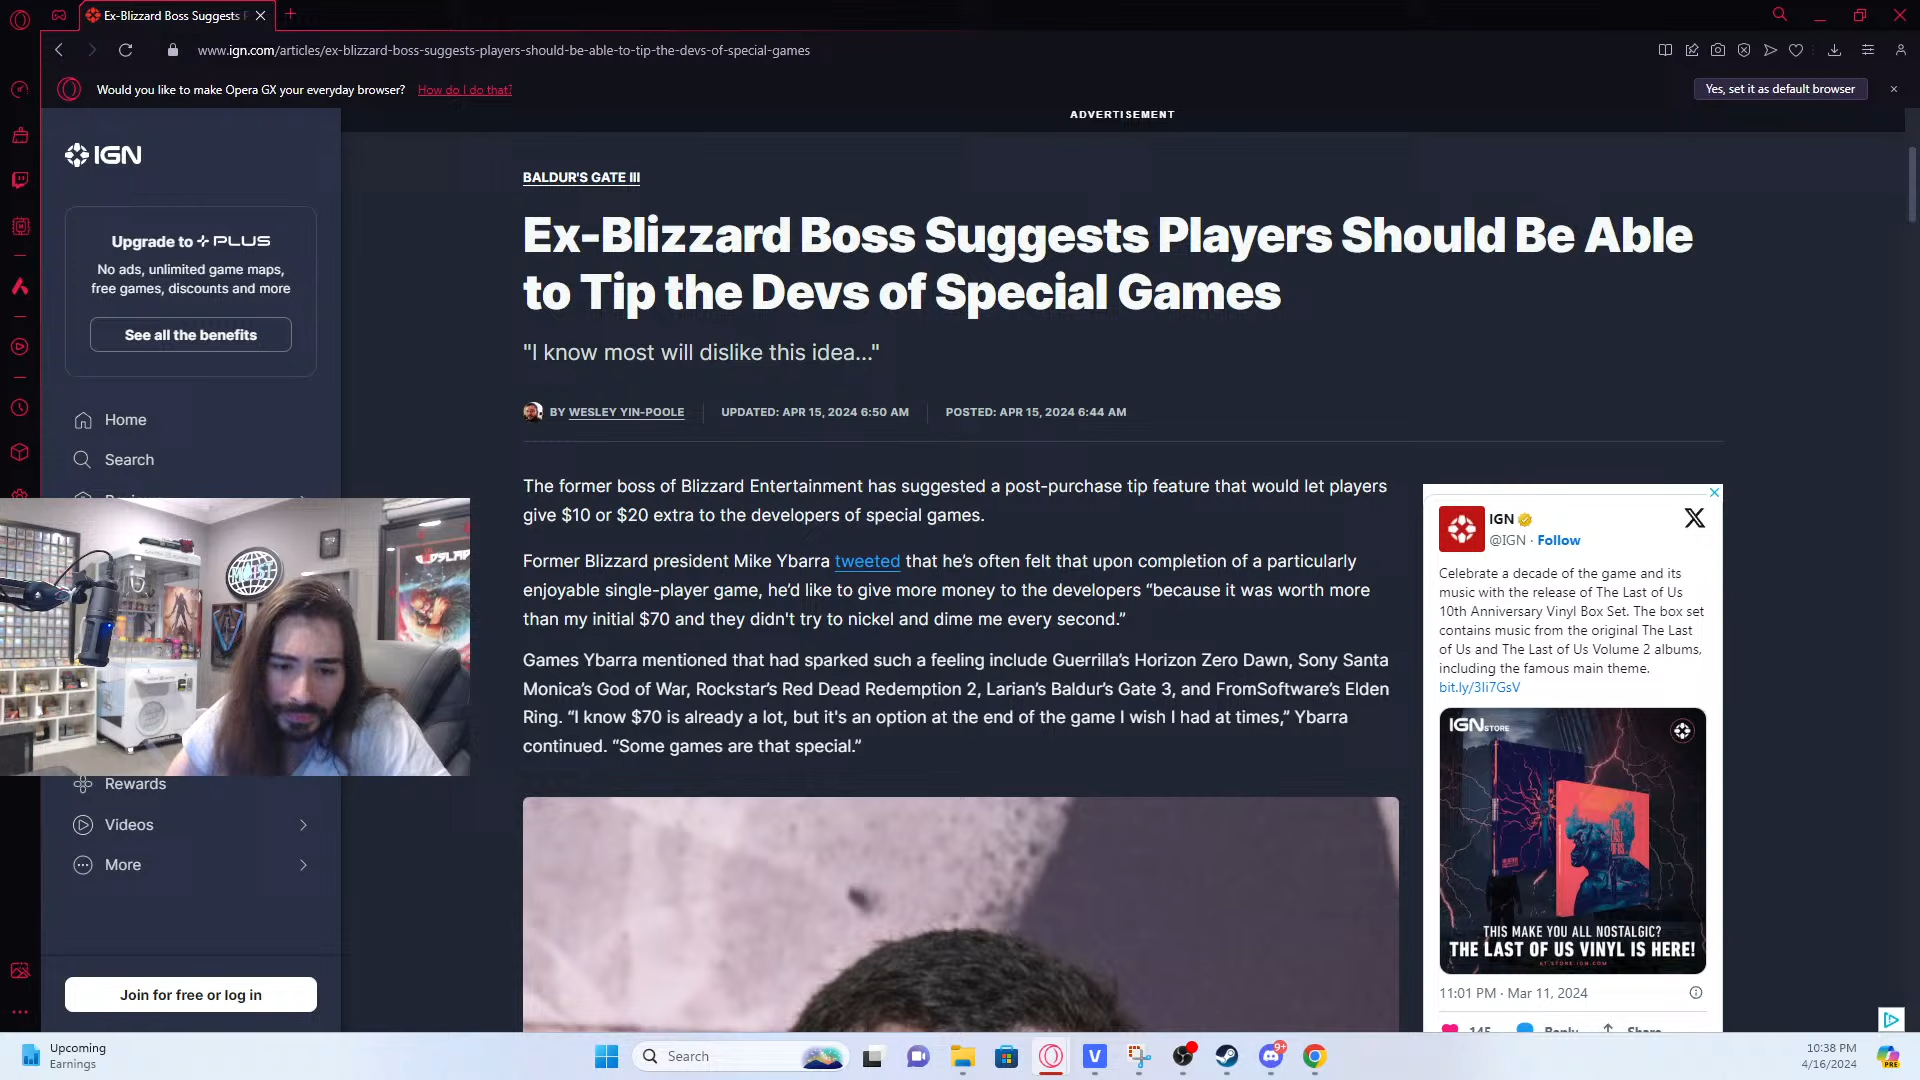 Ex-Blizzard Boss Suggests P
www.ign.com/articles/ex-blizzard-boss-suggests-players-should-be-able-to-tip-the-devs-of-special-games
Would you like to make Opera GX your everyday browser? How do I do that?
Yes, set it as default browser
ADVERTISEMENT
IGN
Upgrade to PLUS
No ads, unlimited game maps,
free games, discounts and more
See all the benefits
Home
Search
Rewards
Videos
More
Join for free or log in
BALDUR'S GATE III
Ex-Blizzard Boss Suggests Players Should Be Able
to Tip the Devs of Special Games
"I know most will dislike this idea..."
BY WESLEY YIN-POOLE
UPDATED: APR 15, 2024 6:50 AM
POSTED: APR 15, 2024 6:44 AM
The former boss of Blizzard Entertainment has suggested a post-purchase tip feature that would let players
give $10 or $20 extra to the developers of special games.
Former Blizzard president Mike Ybarra tweeted that he’s often felt that upon completion of a particularly
enjoyable single-player game, he’d like to give more money to the developers “because it was worth more
than my initial $70 and they didn't try to nickel and dime me every second.”
Games Ybarra mentioned that had sparked such a feeling include Guerrilla’s Horizon Zero Dawn, Sony Santa
Monica’s God of War, Rockstar’s Red Dead Redemption 2, Larian’s Baldur’s Gate 3, and FromSoftware’s Elden
Ring. “I know $70 is already a lot, but it's an option at the end of the game I wish I had at times,” Ybarra
continued. “Some games are that special.”
IGN
@IGN · Follow
Celebrate a decade of the game and its
music with the release of The Last of Us
10th Anniversary Vinyl Box Set. The box set
contains music from the original The Last
of Us and The Last of Us Volume 2 albums,
including the famous main theme.
bit.ly/3Ii7GsV
IGN STORE
THIS MAKE YOU ALL NOSTALGIC?
THE LAST OF US VINYL IS HERE!
AT STORE.IGN.COM
11:01 PM · Mar 11, 2024
145
Reply
Share
MOIST
Upcoming
Earnings
Search
9+
10:38 PM
4/16/2024
PRE